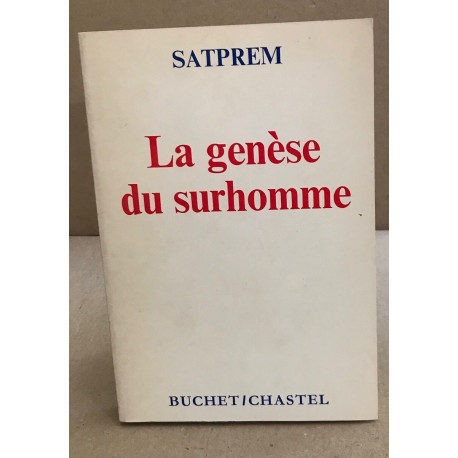 SATPREM
La genèse
du surhomme
BUCHET/CHASTEL